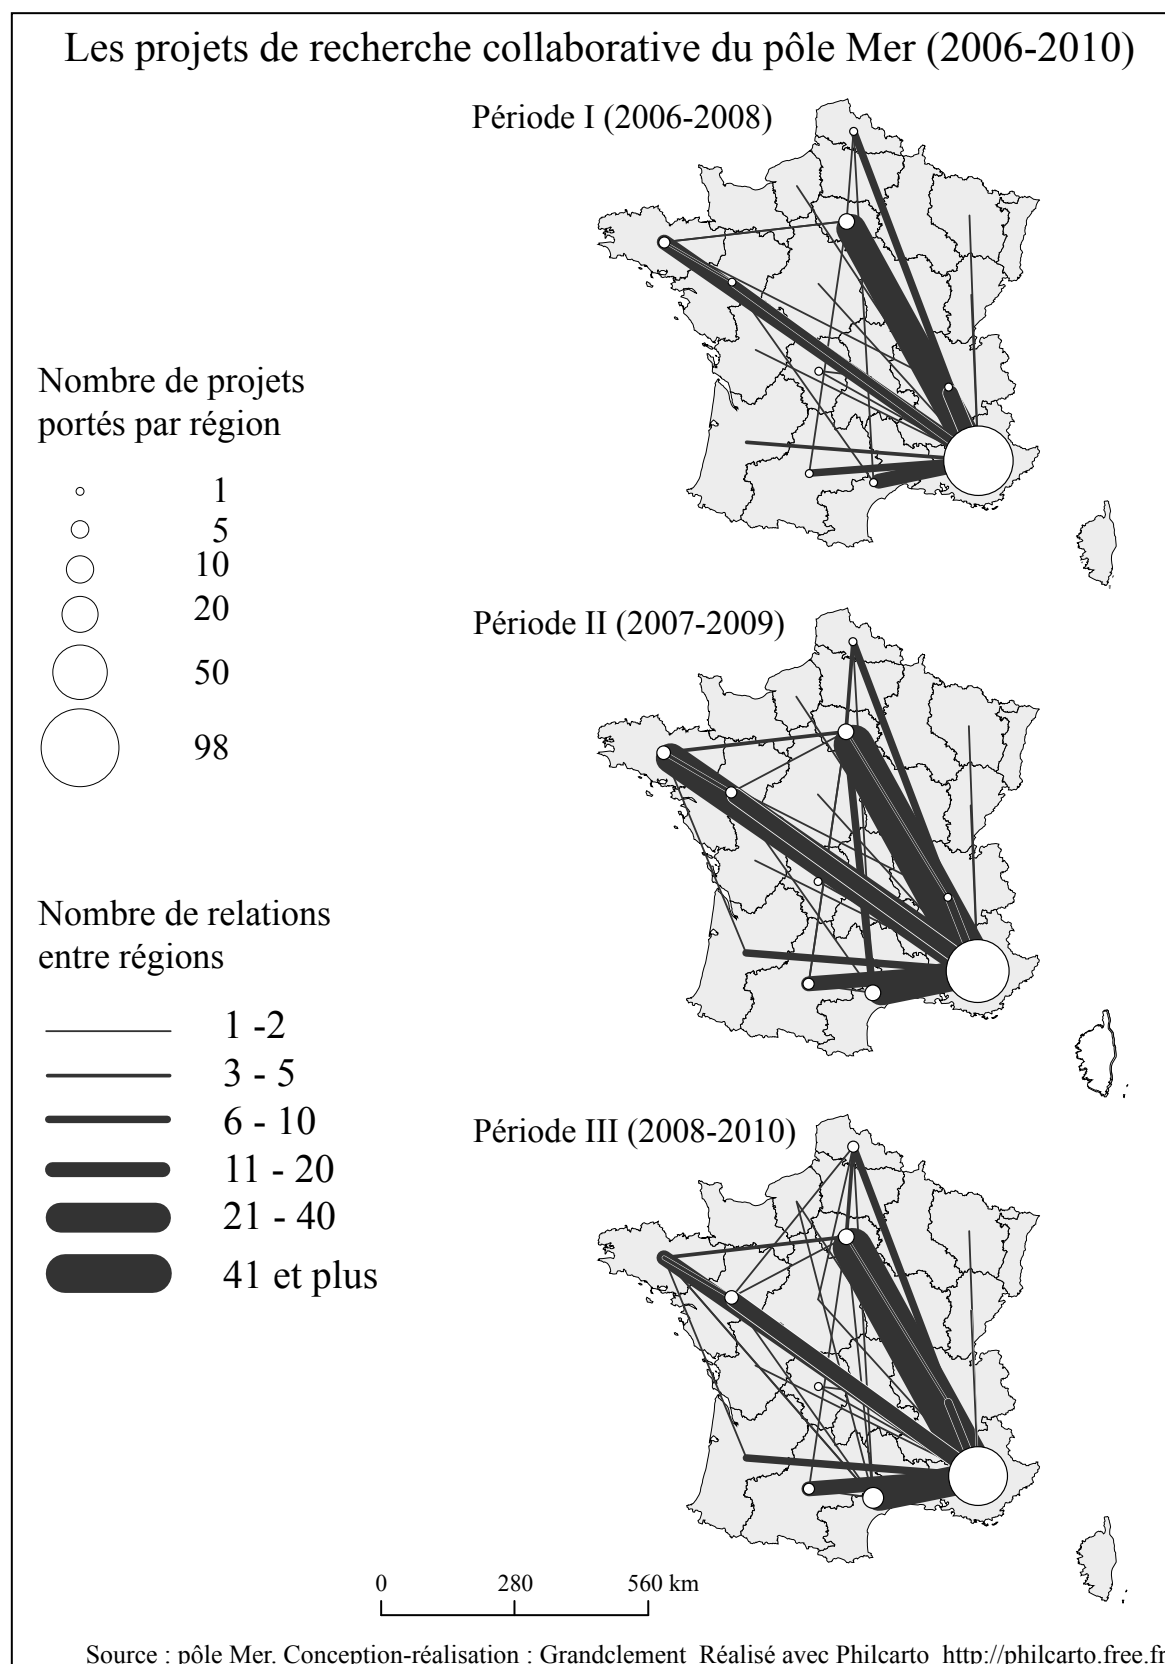 Les projets de recherche collaborative du pôle Mer (2006-2010)
Période I (2006-2008)
Nombre de projets
portés par région
1
5
10
20
50
98
Période II (2007-2009)
Nombre de relations
entre régions
1 -2
3 - 5
6 - 10
11 - 20
21 - 40
41 et plus
Période III (2008-2010)
0 280 560 km
Source : pôle Mer. Conception-réalisation : Grandclement Réalisé avec Philcarto http://philcarto.free.fr